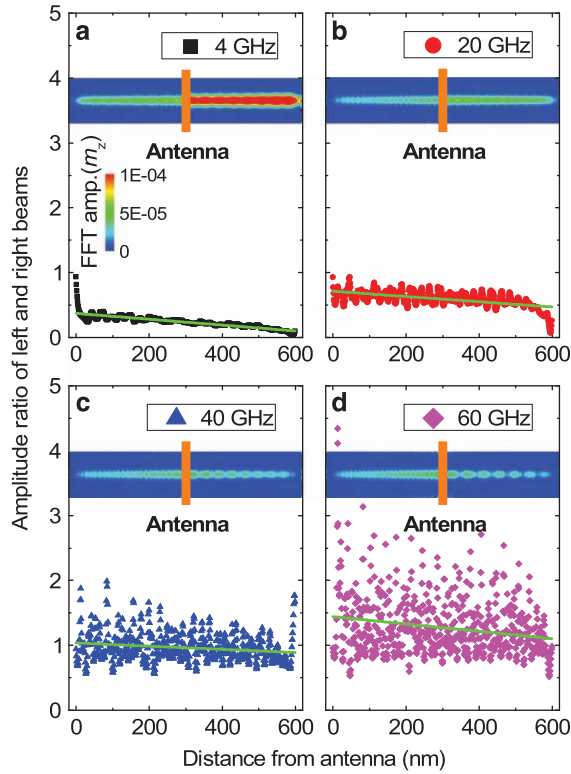 a
4 GHz
b
20 GHz
Antenna
Antenna
FFT amp.(m_z)
1E-04
5E-05
0
5
4
3
2
1
0
0
200
400
600
0
200
400
600
c
40 GHz
d
60 GHz
Antenna
Antenna
5
4
3
2
1
0
0
200
400
600
0
200
400
600
Amplitude ratio of left and right beams
Distance from antenna (nm)